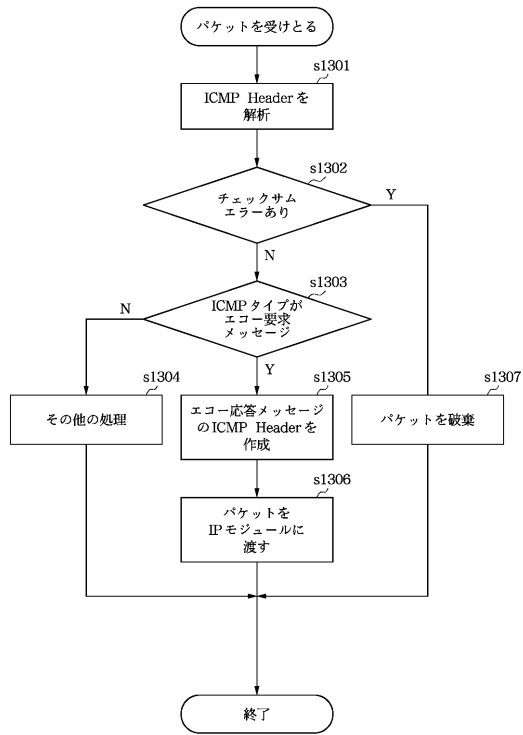 パケットを受けとる
s1301
ICMP Headerを
解析
s1302
チェックサム
エラーあり
Y
N
s1303
ICMPタイプが
エコー要求
メッセージ
N
Y
s1304
その他の処理
s1305
エコー応答メッセージ
のICMP Headerを
作成
s1307
パケットを破棄
s1306
パケットを
IPモジュールに
渡す
終了